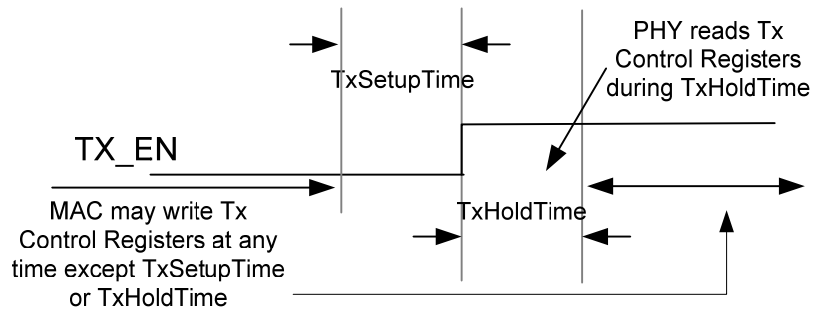 PHY reads Tx
Control Registers
during TxHoldTime
TxSetupTime
TX_EN
TxHoldTime
MAC may write Tx
Control Registers at any
time except TxSetupTime
or TxHoldTime